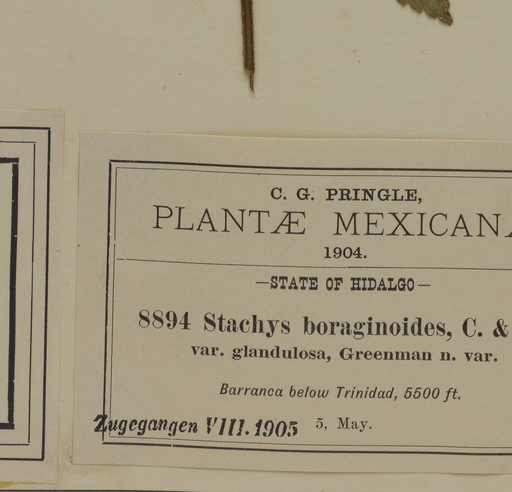 C. G. PRINGLE,
PLANTÆ MEXICAN
1904.
—STATE OF HIDALGO—
8894 Stachys boraginoides, C. &
var. glandulosa, Greenman n. var.
Barranca below Trinidad, 5500 ft.
Zugegangen VIII. 1905 5, May.